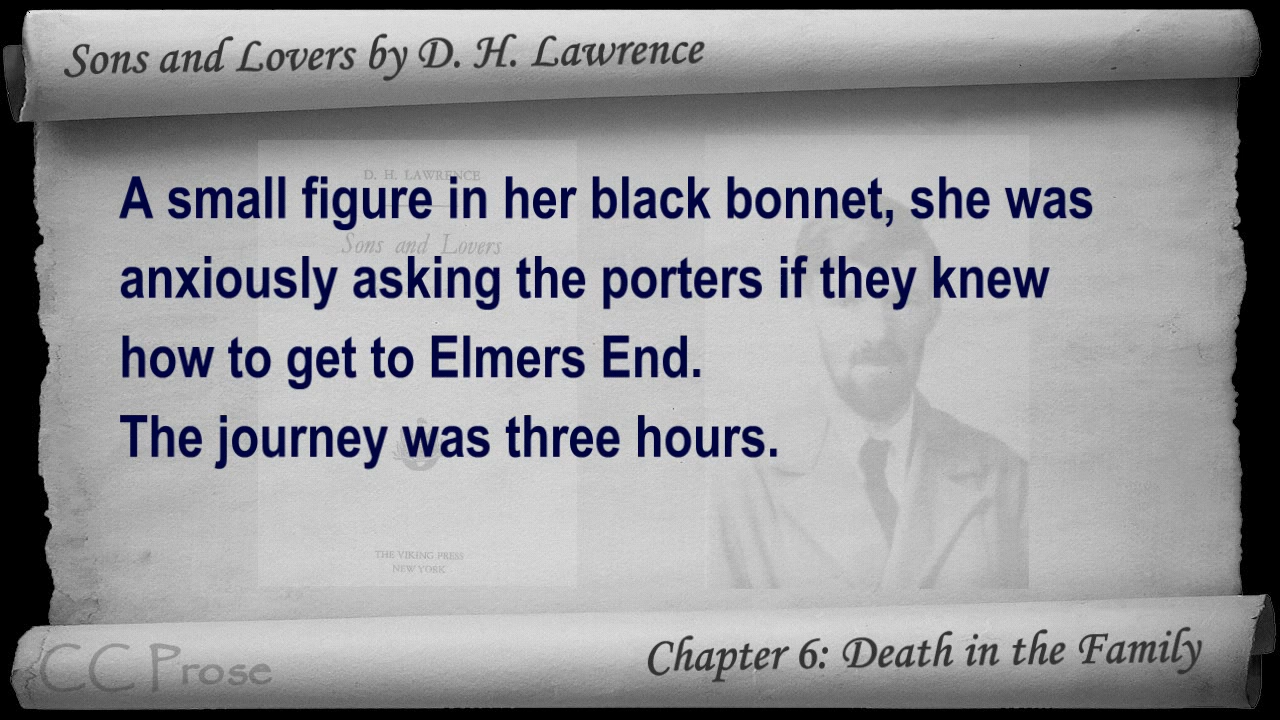 Sons and Lovers by D. H. Lawrence
D. H. LAWRENCE
Sons and Lovers
A small figure in her black bonnet, she was
anxiously asking the porters if they knew
how to get to Elmers End.
The journey was three hours.
THE VIKING PRESS
NEW YORK
CC Prose
Chapter 6: Death in the Family